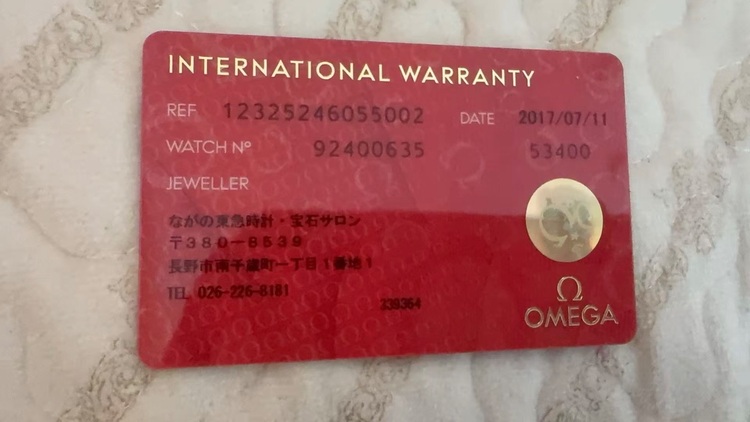 INTERNATIONAL WARRANTY
REF 12325246055002 DATE 2017/07/11
WATCH Nº 92400635 53400
JEWELLER
ながの東急時計・宝石サロン
〒380-8539
長野市南千歳町一丁目1番地1
TEL 026-226-8181
339364
Ω
OMEGA